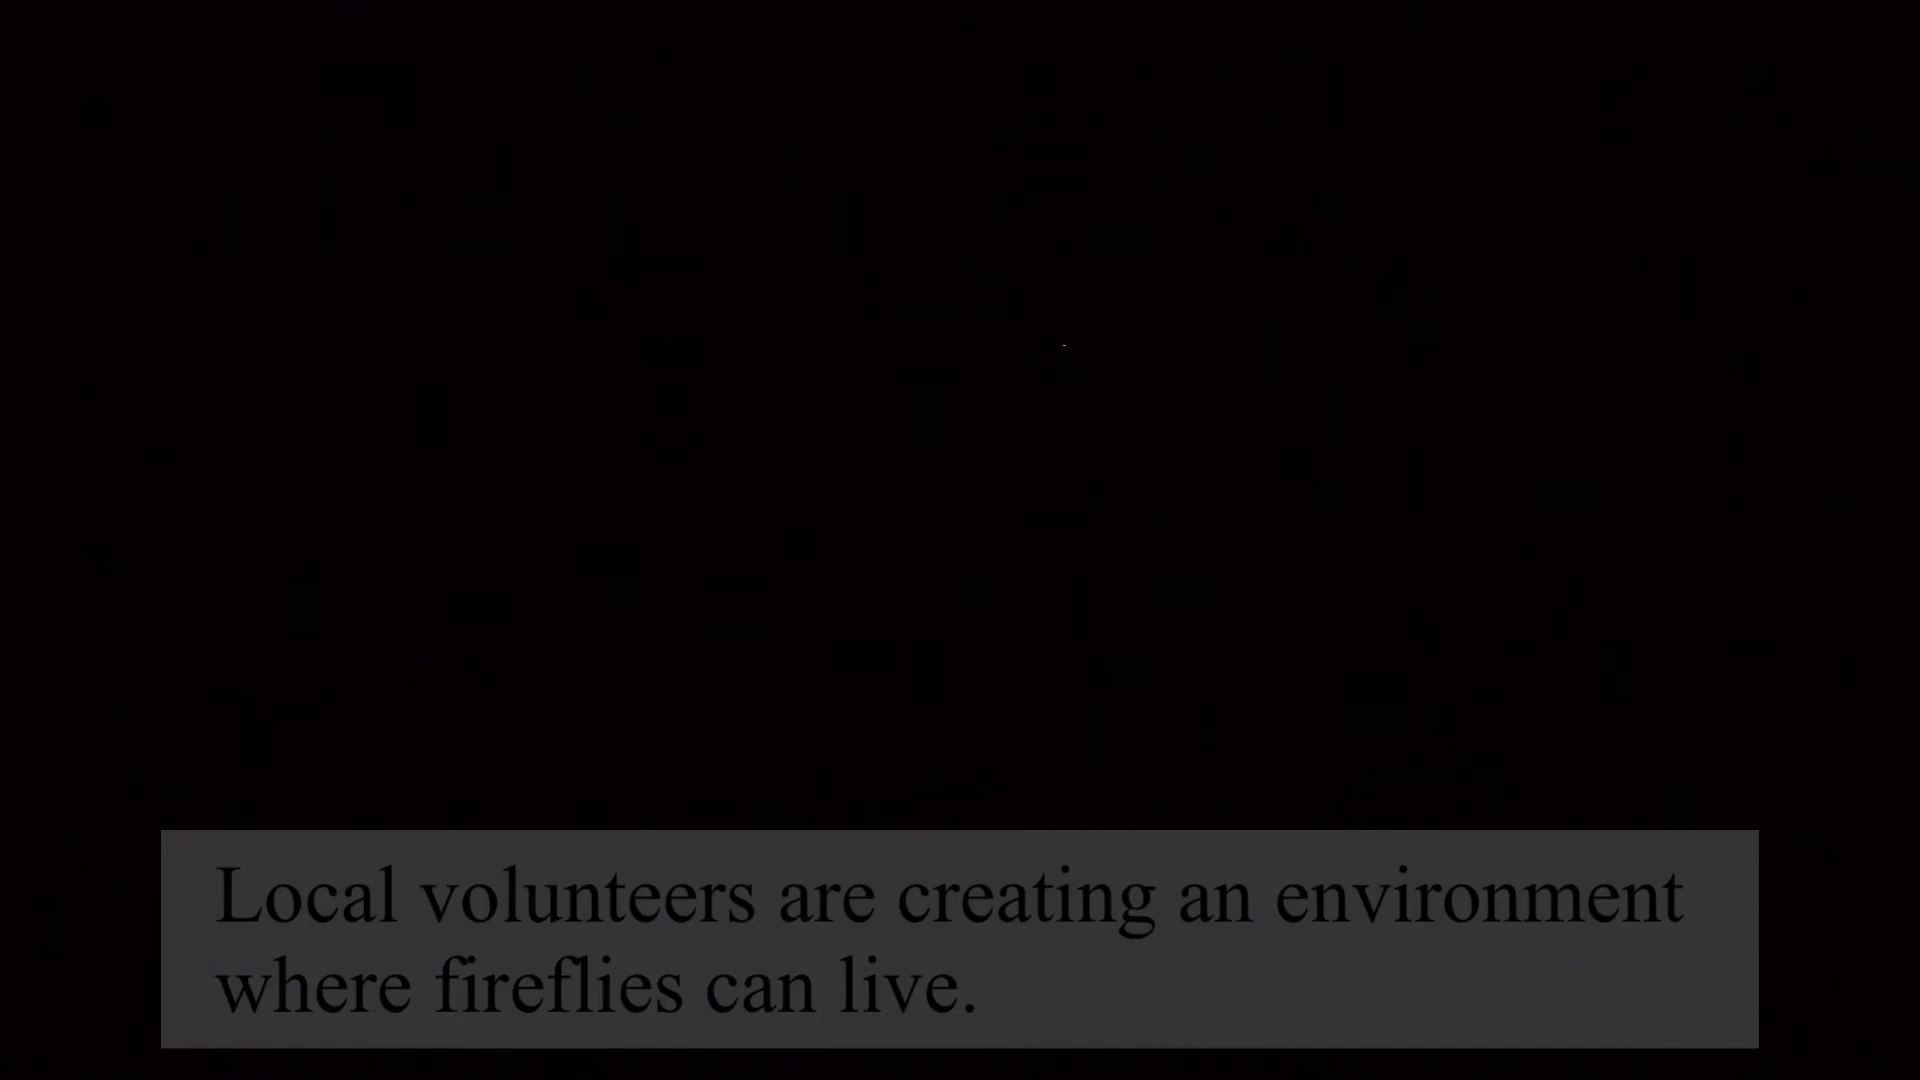 Local volunteers are creating an environment
where fireflies can live.